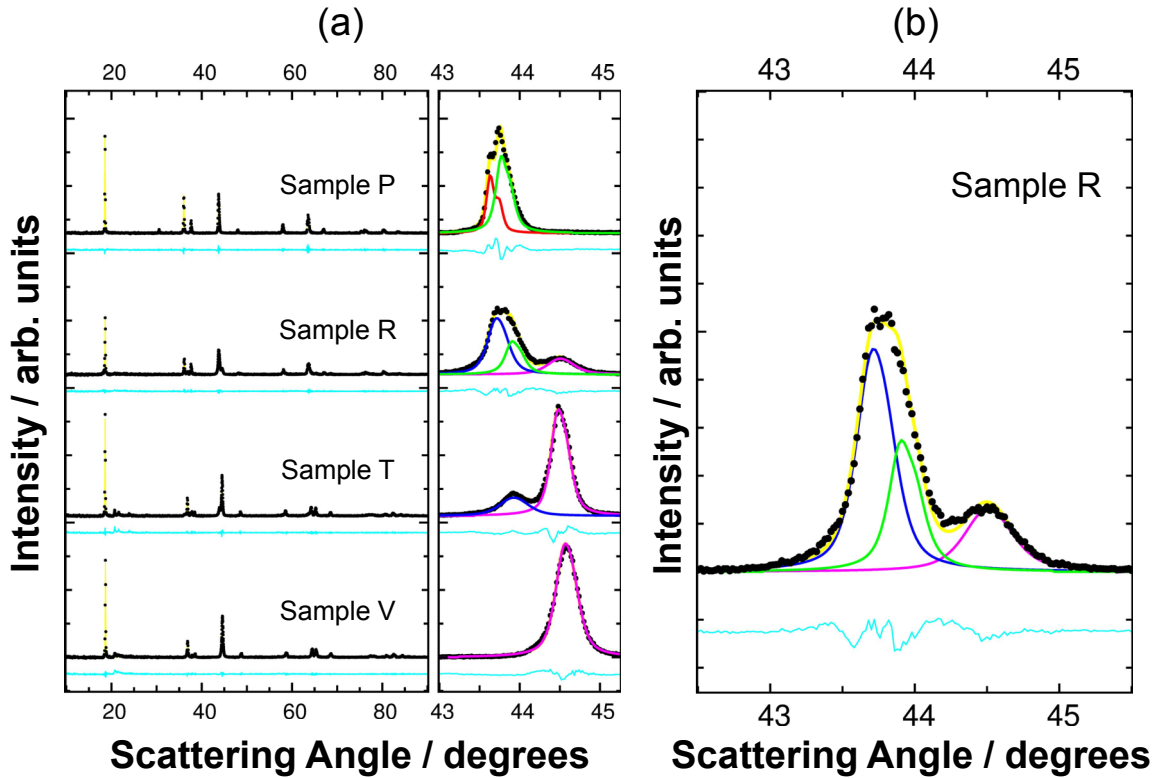 (a)
(b)
20 40 60 80
43 44 45
43 44 45
Sample P
Sample R
Sample T
Sample V
Sample R
Intensity / arb. units
Intensity / arb. units
20 40 60 80
43 44 45
43 44 45
Scattering Angle / degrees
Scattering Angle / degrees